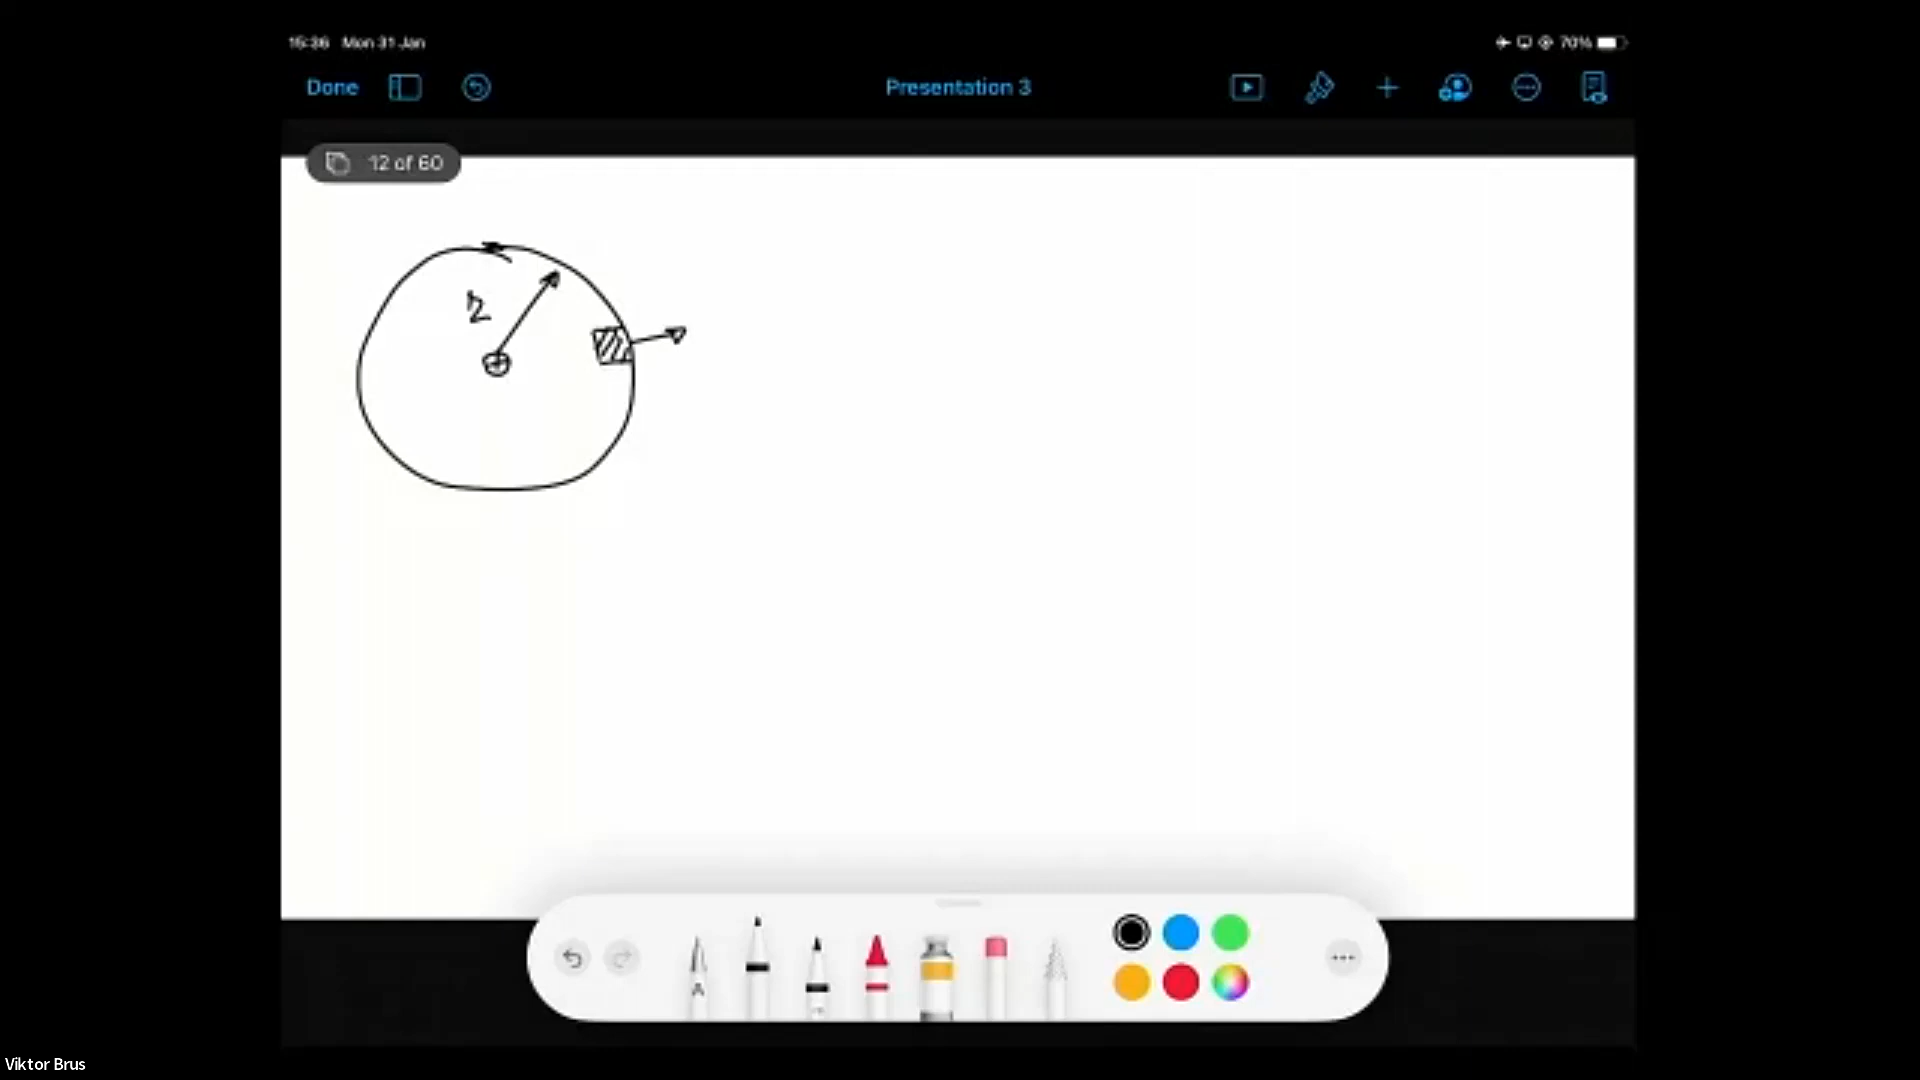 15:36 Mon 31 Jan
70%
Done
Presentation 3
12 of 60
r
A
Viktor Brus